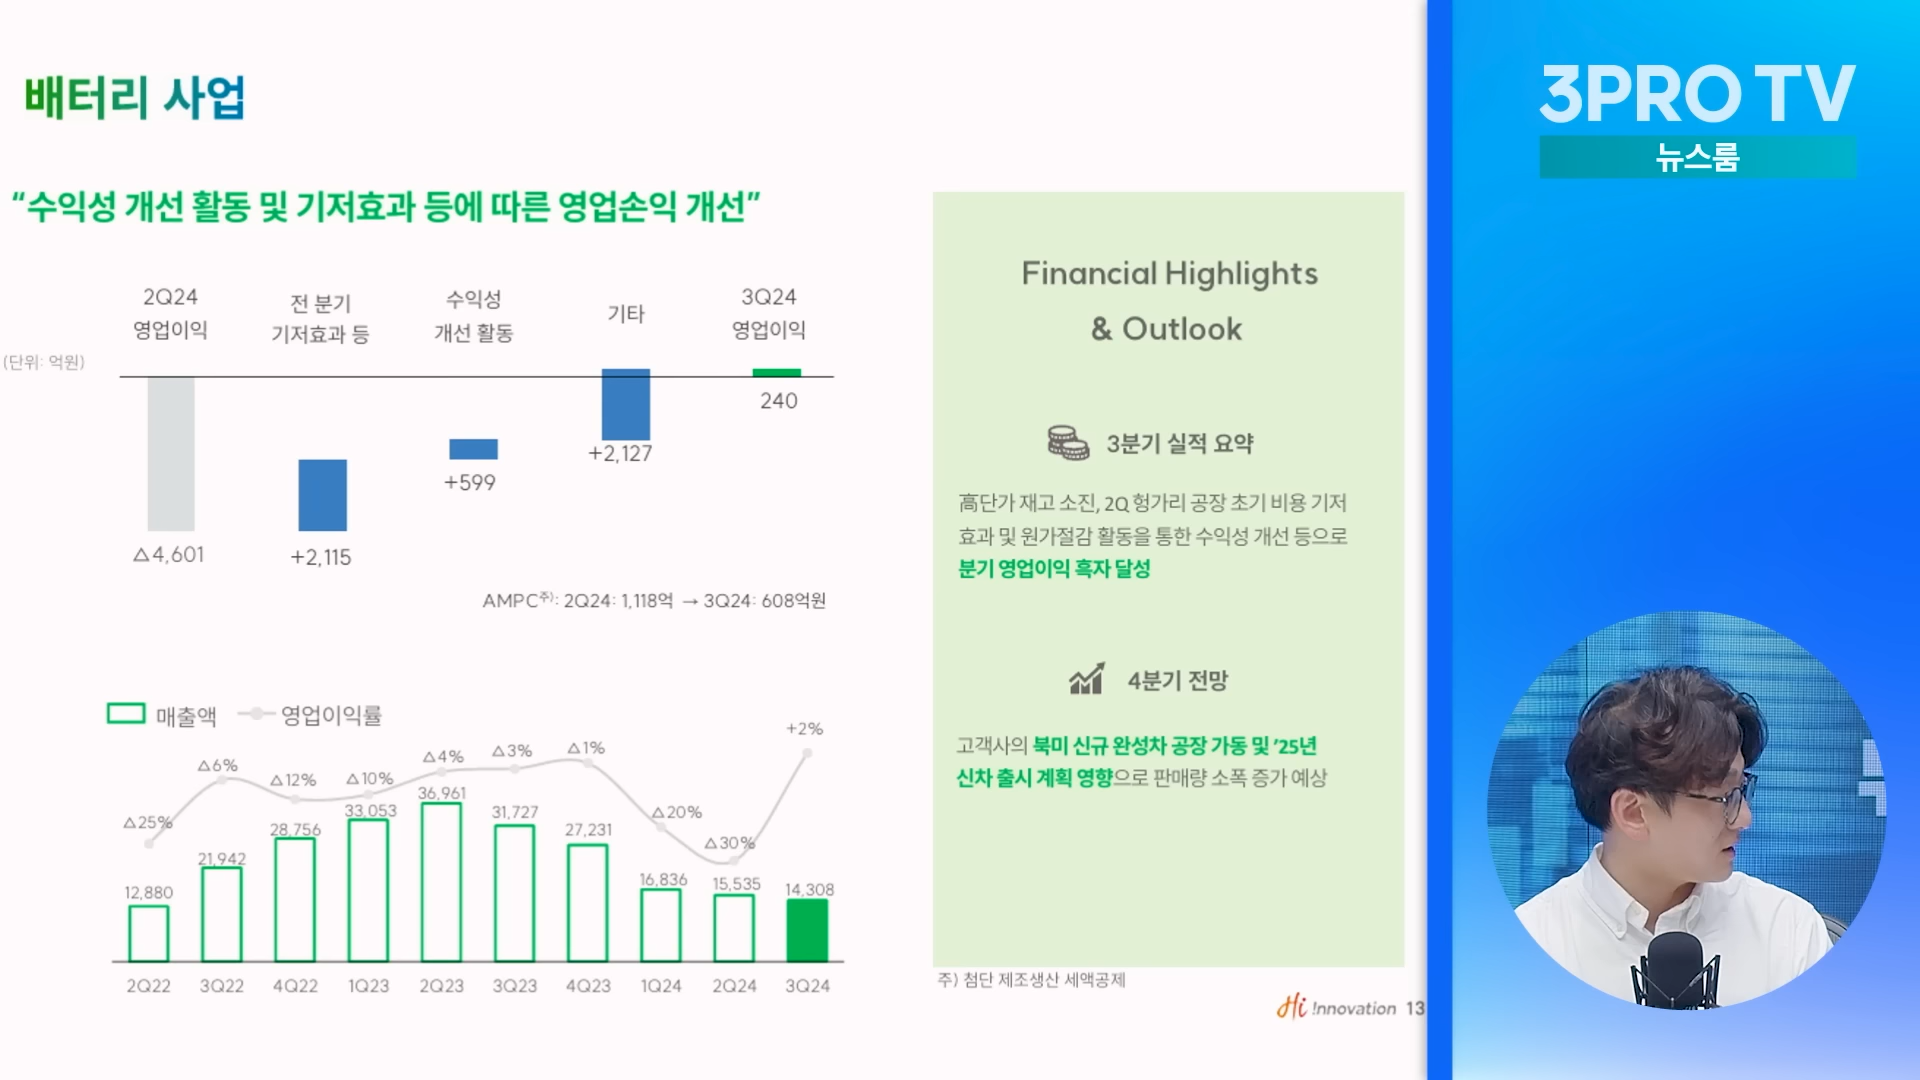 배터리 사업
“수익성 개선 활동 및 기저효과 등에 따른 영업손익 개선”
(단위: 억원)
2Q24
영업이익
전 분기
기저효과 등
수익성
개선 활동
기타
3Q24
영업이익
△4,601
+2,115
+599
+2,127
240
AMPC주): 2Q24: 1,118억 → 3Q24: 608억원
매출액
영업이익률
△25%
△6%
△12%
△10%
△4%
△3%
△1%
△20%
△30%
+2%
12,880
21,942
28,756
33,053
36,961
31,727
27,231
16,836
15,535
14,308
2Q22
3Q22
4Q22
1Q23
2Q23
3Q23
4Q23
1Q24
2Q24
3Q24
Financial Highlights
& Outlook
3분기 실적 요약
高단가 재고 소진, 2Q 헝가리 공장 초기 비용 기저
효과 및 원가절감 활동을 통한 수익성 개선 등으로
분기 영업이익 흑자 달성
4분기 전망
고객사의 북미 신규 완성차 공장 가동 및 ’25년
신차 출시 계획 영향으로 판매량 소폭 증가 예상
주) 첨단 제조생산 세액공제
Hi !nnovation 13
3PRO TV
뉴스룸